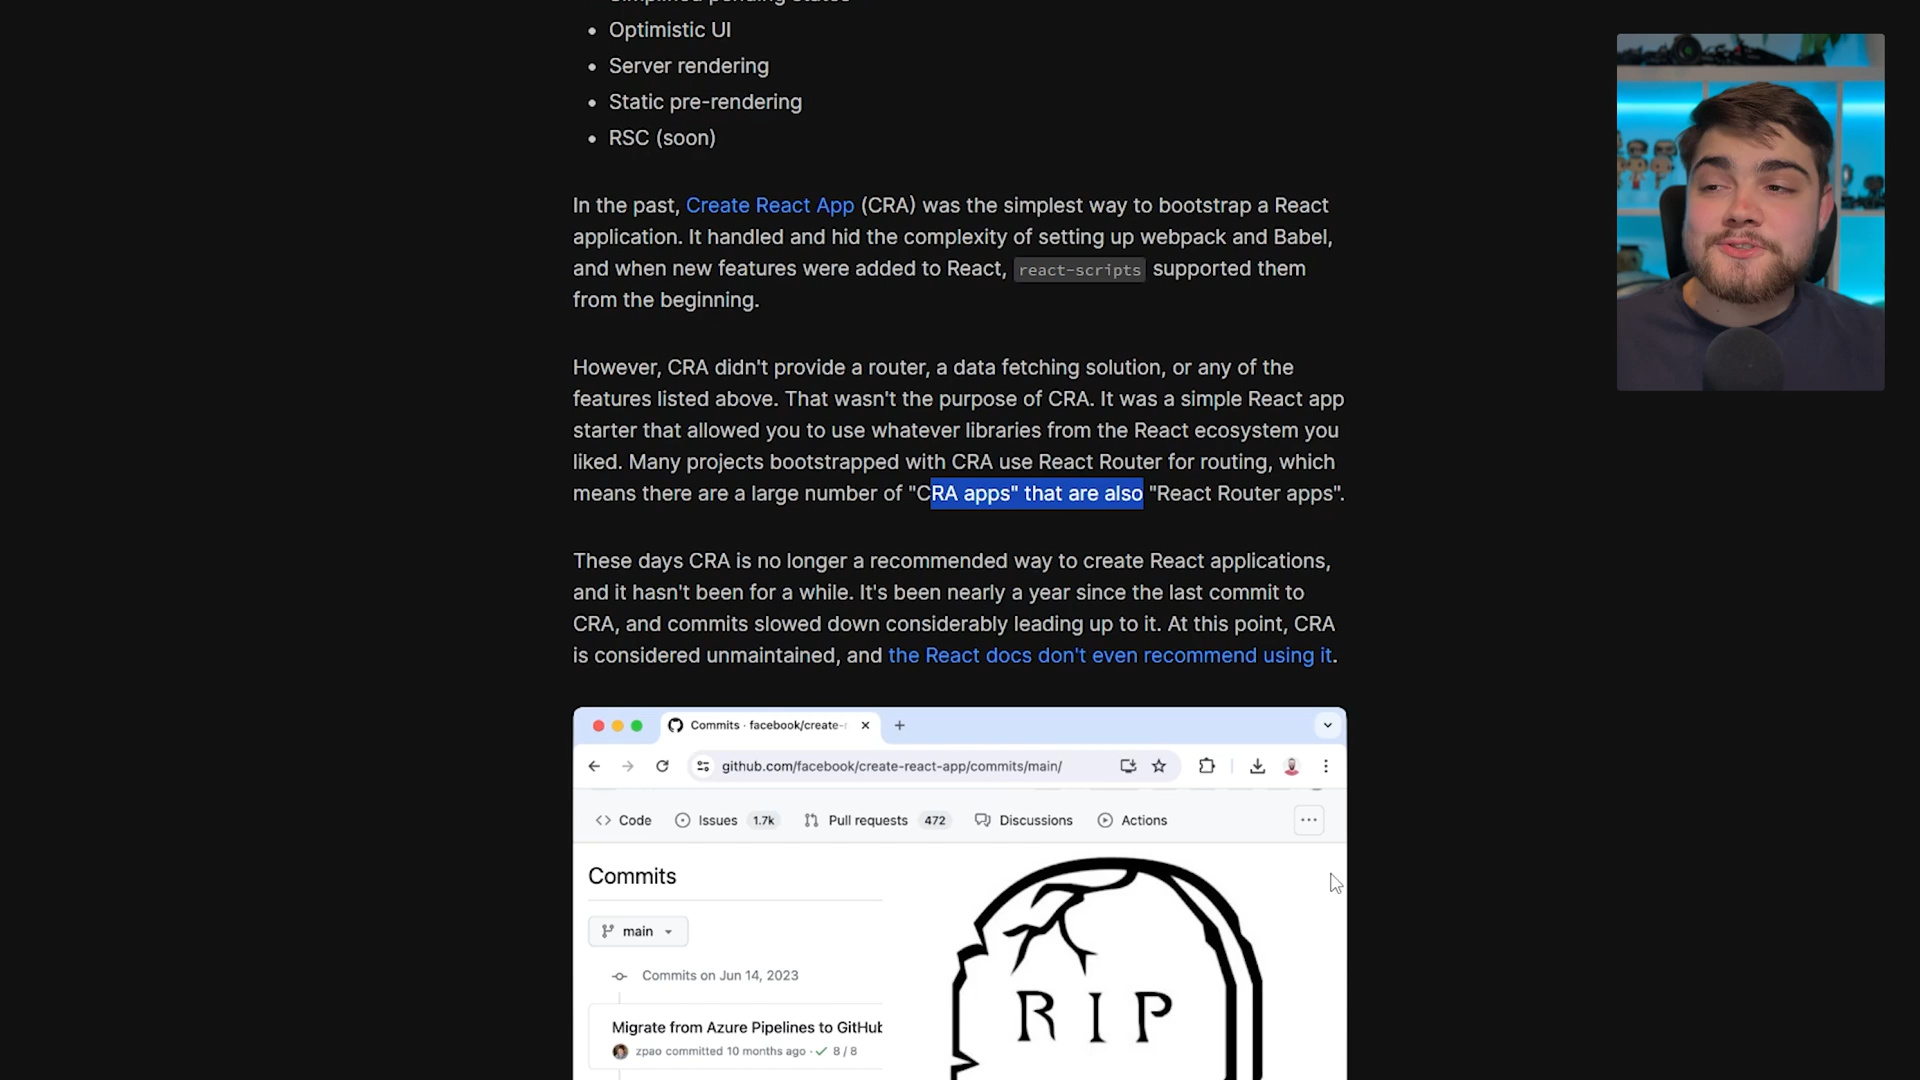 Simplified pending states
Optimistic UI
Server rendering
Static pre-rendering
RSC (soon)
In the past, Create React App (CRA) was the simplest way to bootstrap a React
application. It handled and hid the complexity of setting up webpack and Babel,
and when new features were added to React, react-scripts supported them
from the beginning.
However, CRA didn't provide a router, a data fetching solution, or any of the
features listed above. That wasn't the purpose of CRA. It was a simple React app
starter that allowed you to use whatever libraries from the React ecosystem you
liked. Many projects bootstrapped with CRA use React Router for routing, which
means there are a large number of "CRA apps" that are also "React Router apps".
These days CRA is no longer a recommended way to create React applications,
and it hasn't been for a while. It's been nearly a year since the last commit to
CRA, and commits slowed down considerably leading up to it. At this point, CRA
is considered unmaintained, and the React docs don't even recommend using it.
Commits · facebook/create-r
github.com/facebook/create-react-app/commits/main/
Code Issues 1.7k Pull requests 472 Discussions Actions
Commits
main
Commits on Jun 14, 2023
Migrate from Azure Pipelines to GitHub
zpao committed 10 months ago · 8 / 8
RIP